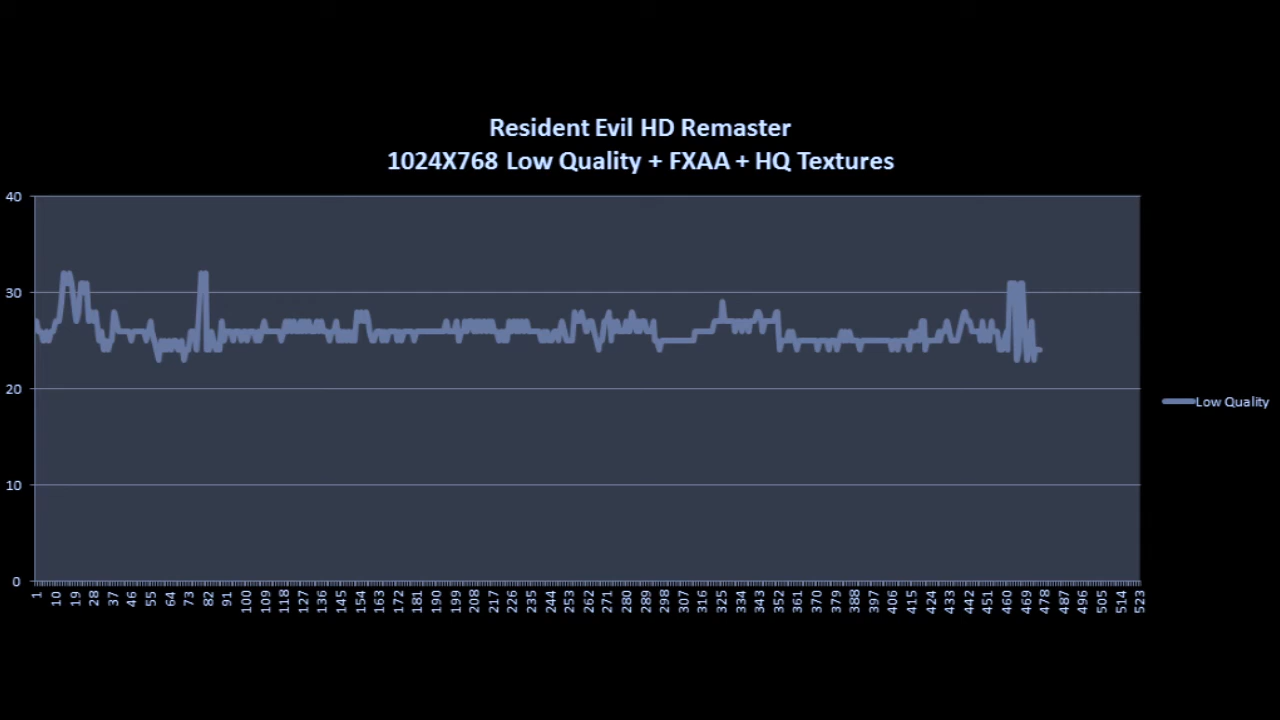 Resident Evil HD Remaster
1024X768 Low Quality + FXAA + HQ Textures
40
30
20
10
0
1 10 19 28 37 46 55 64 73 82 91 100 109 118 127 136 145 154 163 172 181 190 199 208 217 226 235 244 253 262 271 280 289 298 307 316 325 334 343 352 361 370 379 388 397 406 415 424 433 442 451 460 469 478 487 496 505 514 523
Low Quality